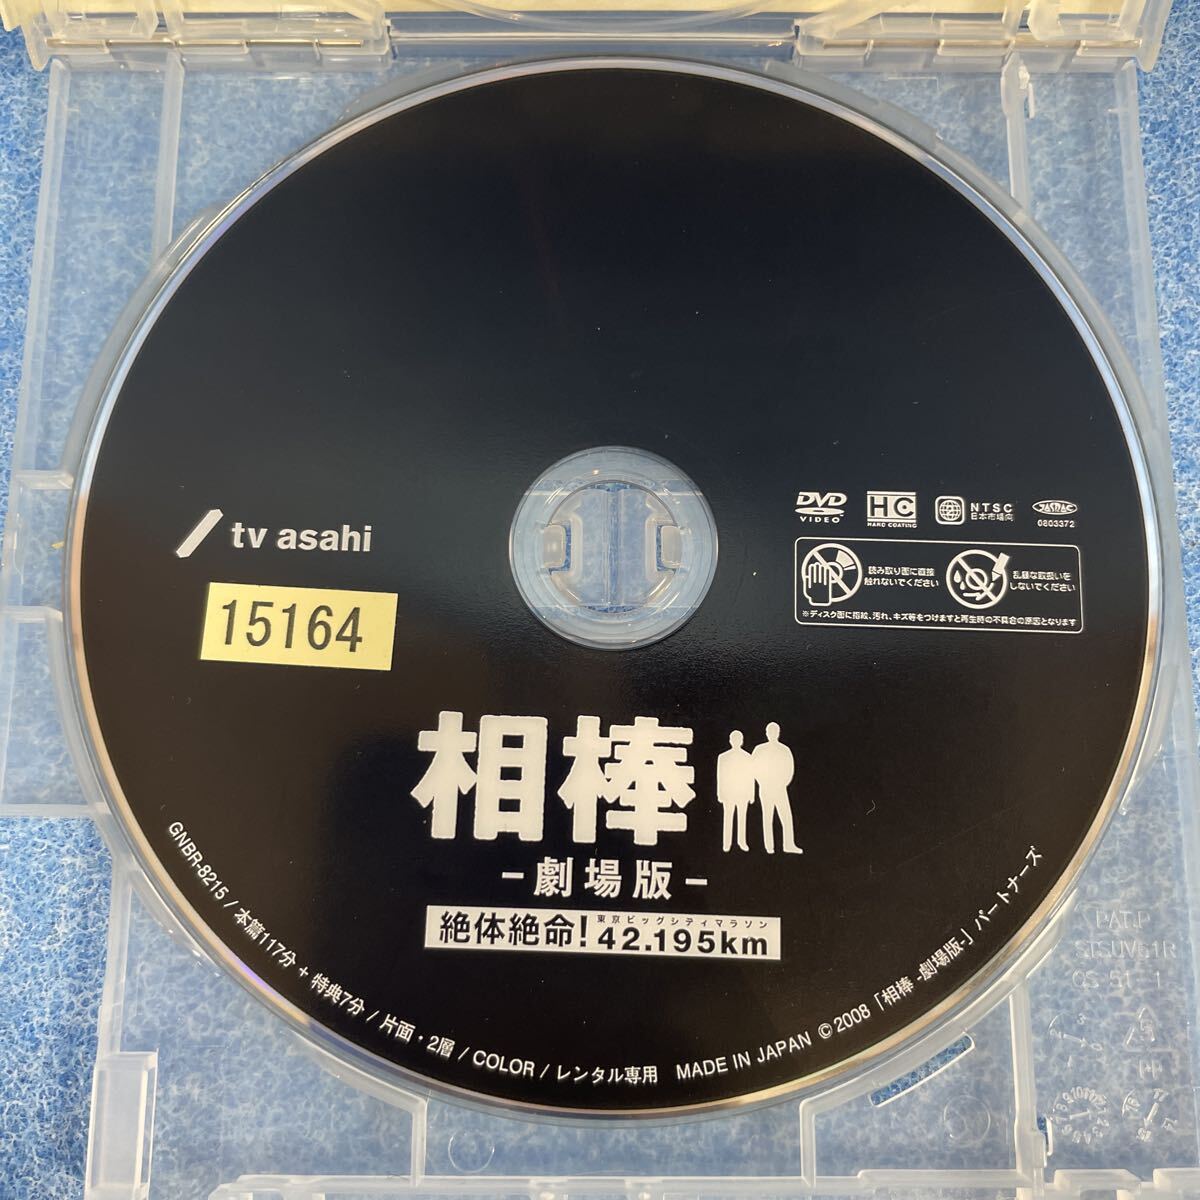 tv asahi
15164
DVD
VIDEO
HC
HARD COATING
2
NTSC
日本市場向
JASRAC
0803372
読み取り面に直接
触れないでください
乱暴な取扱いを
しないでください
※ディスク面に指紋、汚れ、キズ等をつけますと再生時の不具合の原因となります
相棒
-劇場版-
東京ビッグシティマラソン
絶体絶命!42.195km
GNBR-8215 / 本篇117分 + 特典7分 / 片面・2層 / COLOR / レンタル専用 MADE IN JAPAN ©2008「相棒 -劇場版-」パートナーズ
PAT.P